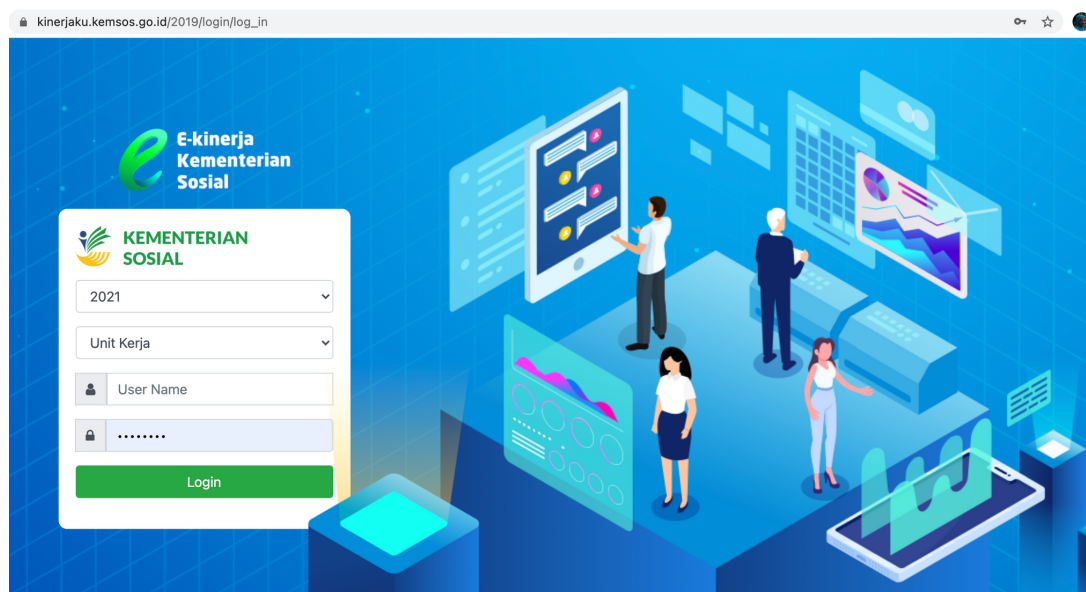 kinerjaku.kemsos.go.id/2019/login/log_in
E-kinerja
Kementerian
Sosial
KEMENTERIAN
SOSIAL
2021
Unit Kerja
User Name
••••••••
Login